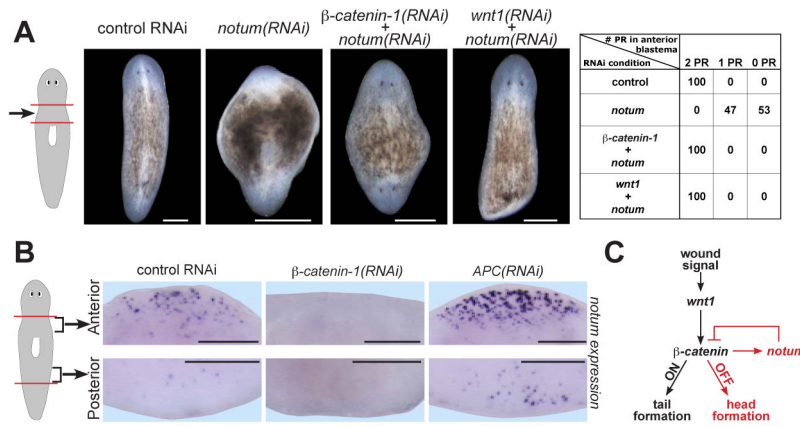 A
control RNAi
notum(RNAi)
β-catenin-1(RNAi)
+
notum(RNAi)
wnt1(RNAi)
+
notum(RNAi)
# PR in anterior
blastema
RNAi condition
2 PR
1 PR
0 PR
control
100
0
0
notum
0
47
53
β-catenin-1
+
notum
100
0
0
wnt1
+
notum
100
0
0
B
control RNAi
β-catenin-1(RNAi)
APC(RNAi)
Anterior
Posterior
notum expression
C
wound
signal
wnt1
β-catenin
notum
ON
OFF
tail
formation
head
formation